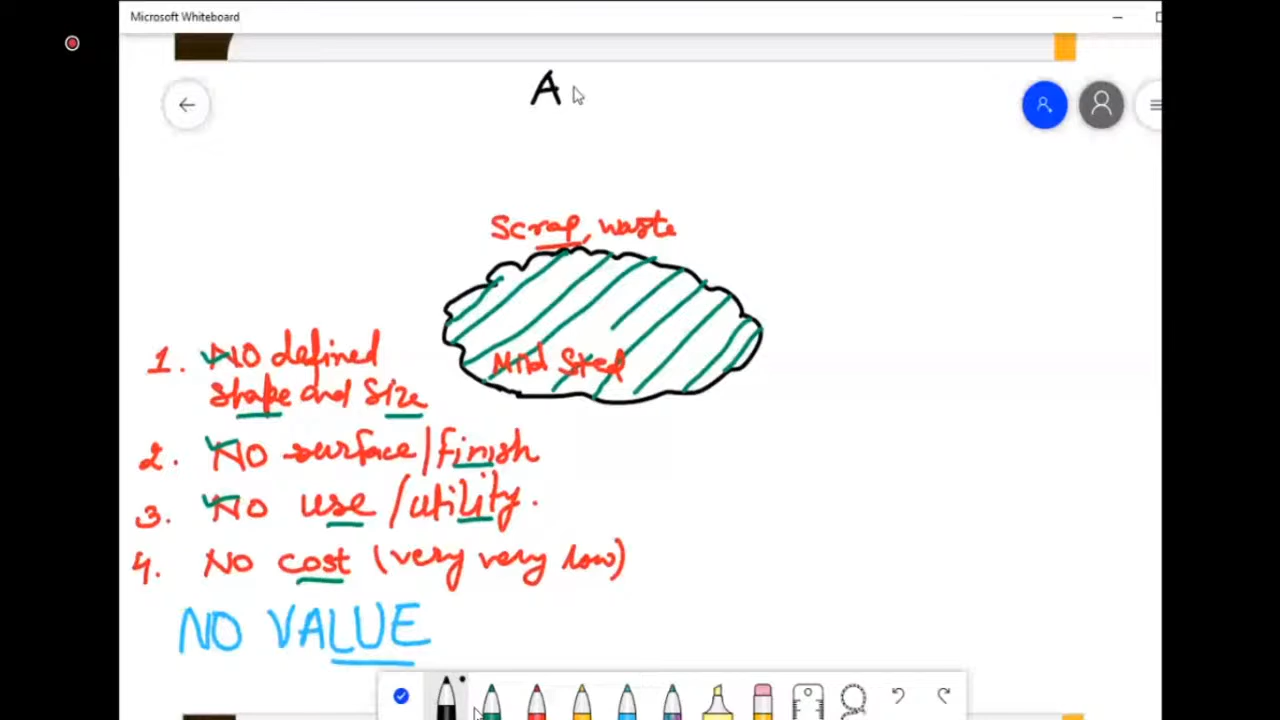 Microsoft Whiteboard
A
Scrap, waste
Mild Steel
1. NO defined
shape and size
2. NO surface/finish
3. NO use/utility.
4. NO cost (very very low)
NO VALUE